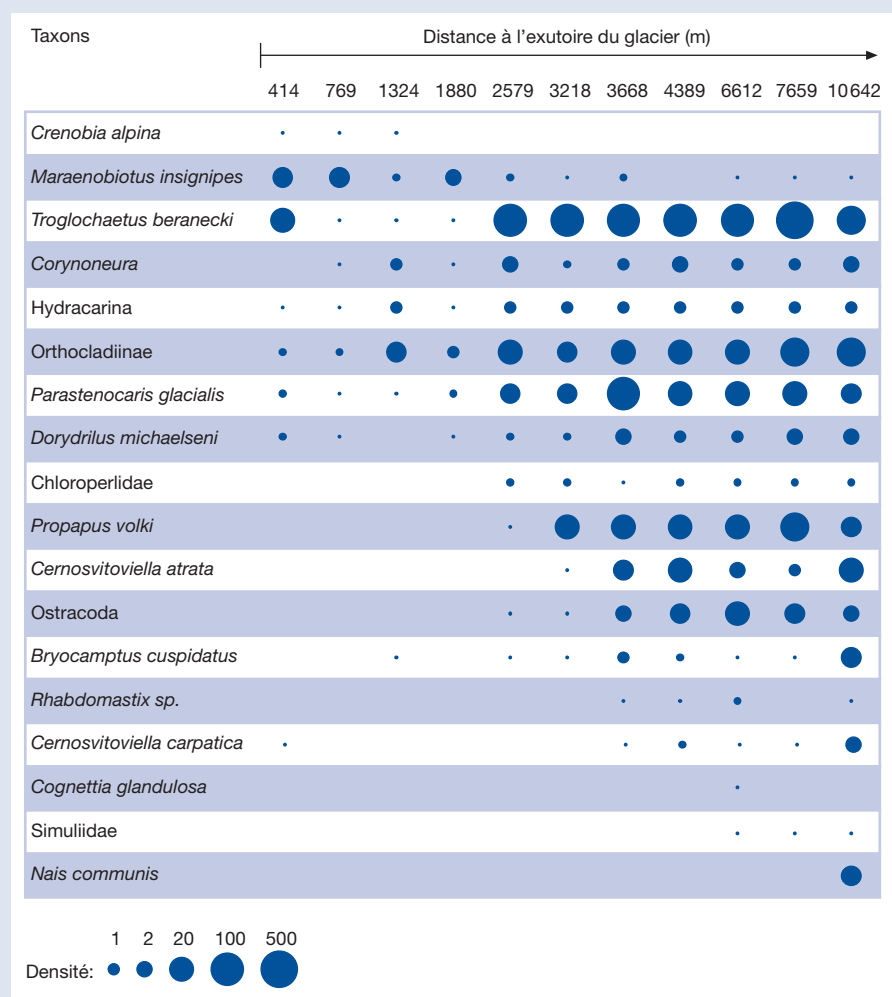 Taxons
Distance à l'exutoire du glacier (m)
414 769 1324 1880 2579 3218 3668 4389 6612 7659 10642
Crenobia alpina
Maraenobiotus insignipes
Troglochaetus beranecki
Corynoneura
Hydracarina
Orthocladiinae
Parastenocaris glacialis
Dorydrilus michaelseni
Chloroperlidae
Propapus volki
Cernosvitoviella atrata
Ostracoda
Bryocamptus cuspidatus
Rhabdomastix sp.
Cernosvitoviella carpatica
Cognettia glandulosa
Simuliidae
Nais communis
1 2 20 100 500
Densité: